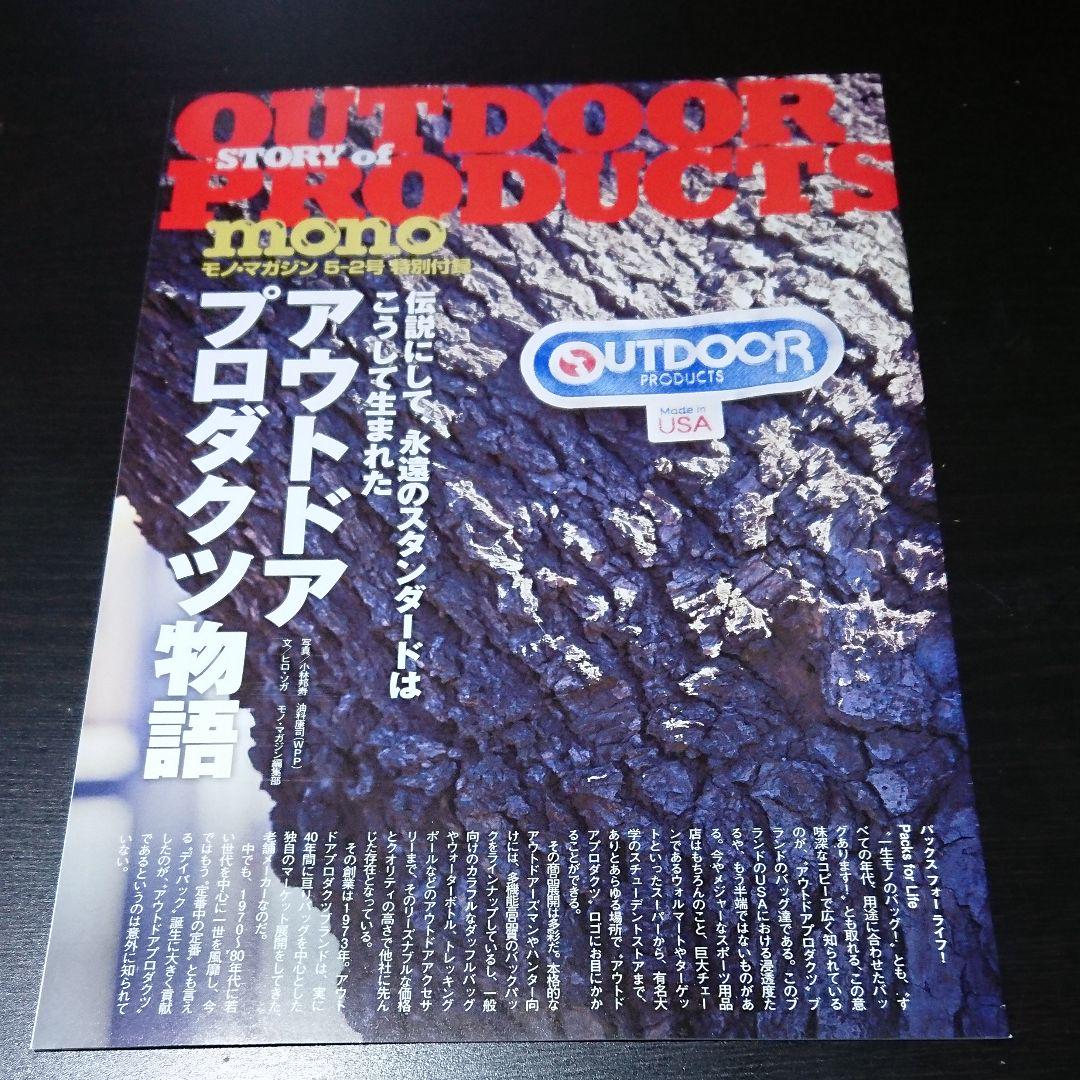 OUTDOOR
STORY of
PRODUCTS
mono
モノ・マガジン 5-2号 特別付録
伝説にして、永遠のスタンダードは
こうして生まれた
アウトドア
プロダクツ物語
写真／小林邦寿 油科康司(WPP)
文／ヒロ・ソガ モノ・マガジン編集部
OUTDOOR
PRODUCTS
Made in
USA
パックス フォー ライフ！
Packs for Life
〝一生モノのバッグ！〟とも、〝す
べての年代、用途に合わせたバッ
グあります！〟とも取れるこの意
味深なコピーで広く知られている
のが、〝アウトドアプロダクツ〟ブ
ランドのバッグ達である。このブ
ランドのUSAにおける浸透度た
るや、もう半端ではないものがあ
る。今やメジャーなスポーツ用品
店はもちろんのこと、巨大チェー
ンであるウォルマートやターゲッ
トといったスーパーから、有名大
学のスチューデントストアまで、
ありとあらゆる場所で〝アウトド
アプロダクツ〟ロゴにお目にかか
ることができる。
その商品展開は多彩だ。本格的な
アウトドアーズマンやハンター向
けには、多機能高品質のバックパッ
クをラインナップしているし、一般
向けのカラフルなダッフルバッグ
やウォーターボトル、トレッキング
ポールなどのアウトドアアクセサ
リーまで、そのリーズナブルな価格
とクオリティの高さで他社に先ん
じた存在となっている。
その創業は1973年。アウト
ドアプロダクツブランドは、実に
40年間に亘りバッグを中心とした
独自のマーケット展開をしてきた
老舗メーカーなのだ。
中でも、1970〜'80年代に若
い世代を中心に一世を風靡し、今
ではもう〝定番中の定番〟とも言え
る〝デイパック〟誕生に大きく貢献
したのが、〝アウトドアプロダクツ〟
であるというのは意外に知られて
いない。